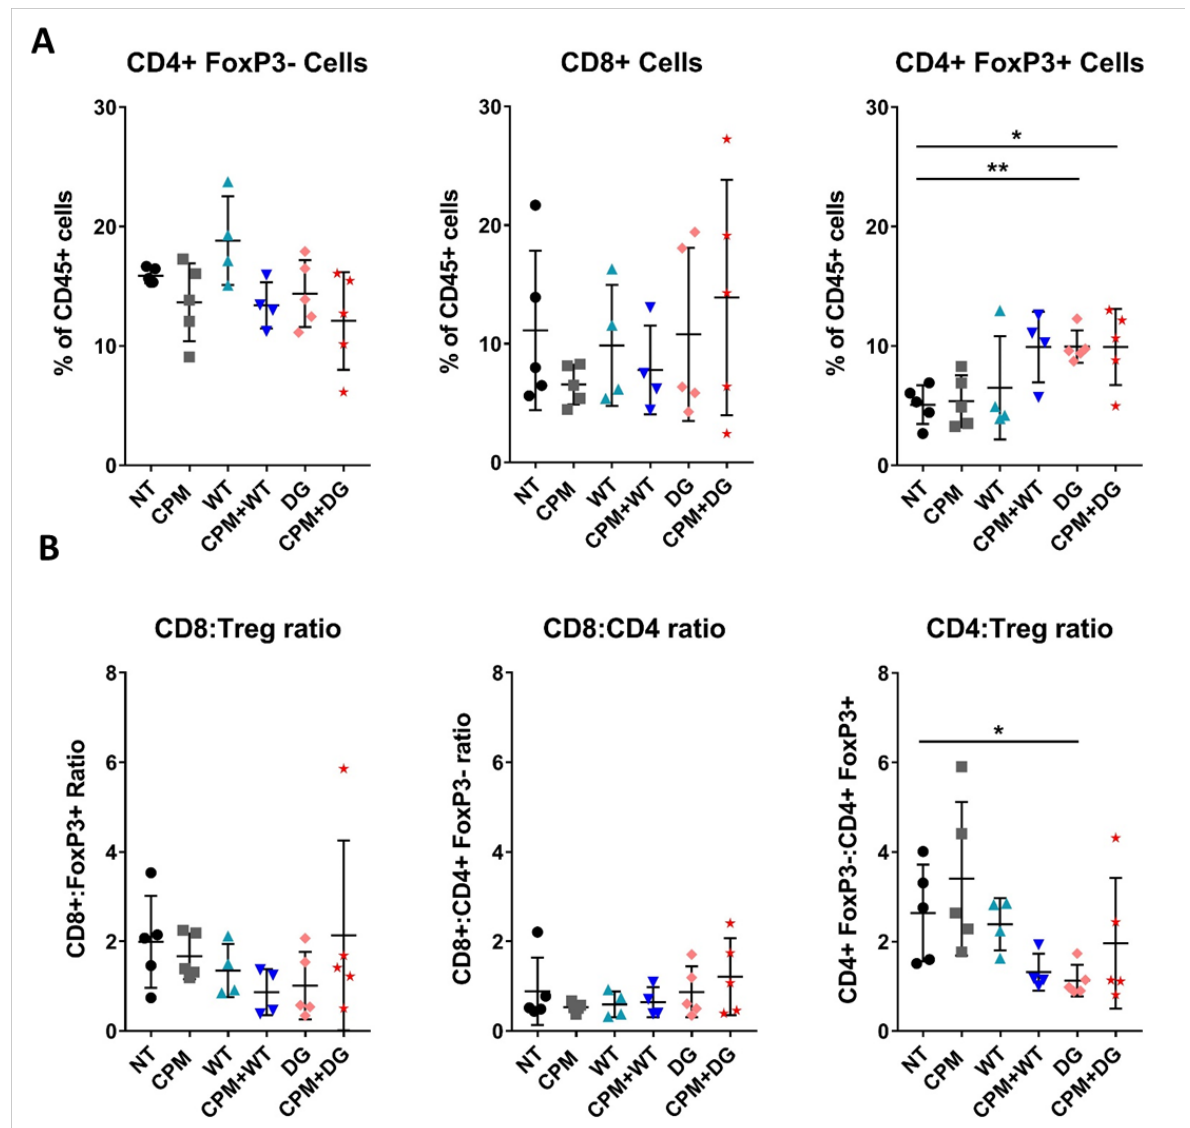 A
CD4+ FoxP3- Cells
CD8+ Cells
CD4+ FoxP3+ Cells
% of CD45+ cells
30
20
10
0
NT
CPM
WT
CPM+WT
DG
CPM+DG
% of CD45+ cells
30
20
10
0
NT
CPM
WT
CPM+WT
DG
CPM+DG
% of CD45+ cells
30
20
10
0
*
**
NT
CPM
WT
CPM+WT
DG
CPM+DG
B
CD8:Treg ratio
CD8:CD4 ratio
CD4:Treg ratio
CD8+:FoxP3+ Ratio
8
6
4
2
0
NT
CPM
WT
CPM+WT
DG
CPM+DG
CD8+:CD4+ FoxP3- ratio
8
6
4
2
0
NT
CPM
WT
CPM+WT
DG
CPM+DG
CD4+ FoxP3-:CD4+ FoxP3+
8
6
4
2
0
*
NT
CPM
WT
CPM+WT
DG
CPM+DG